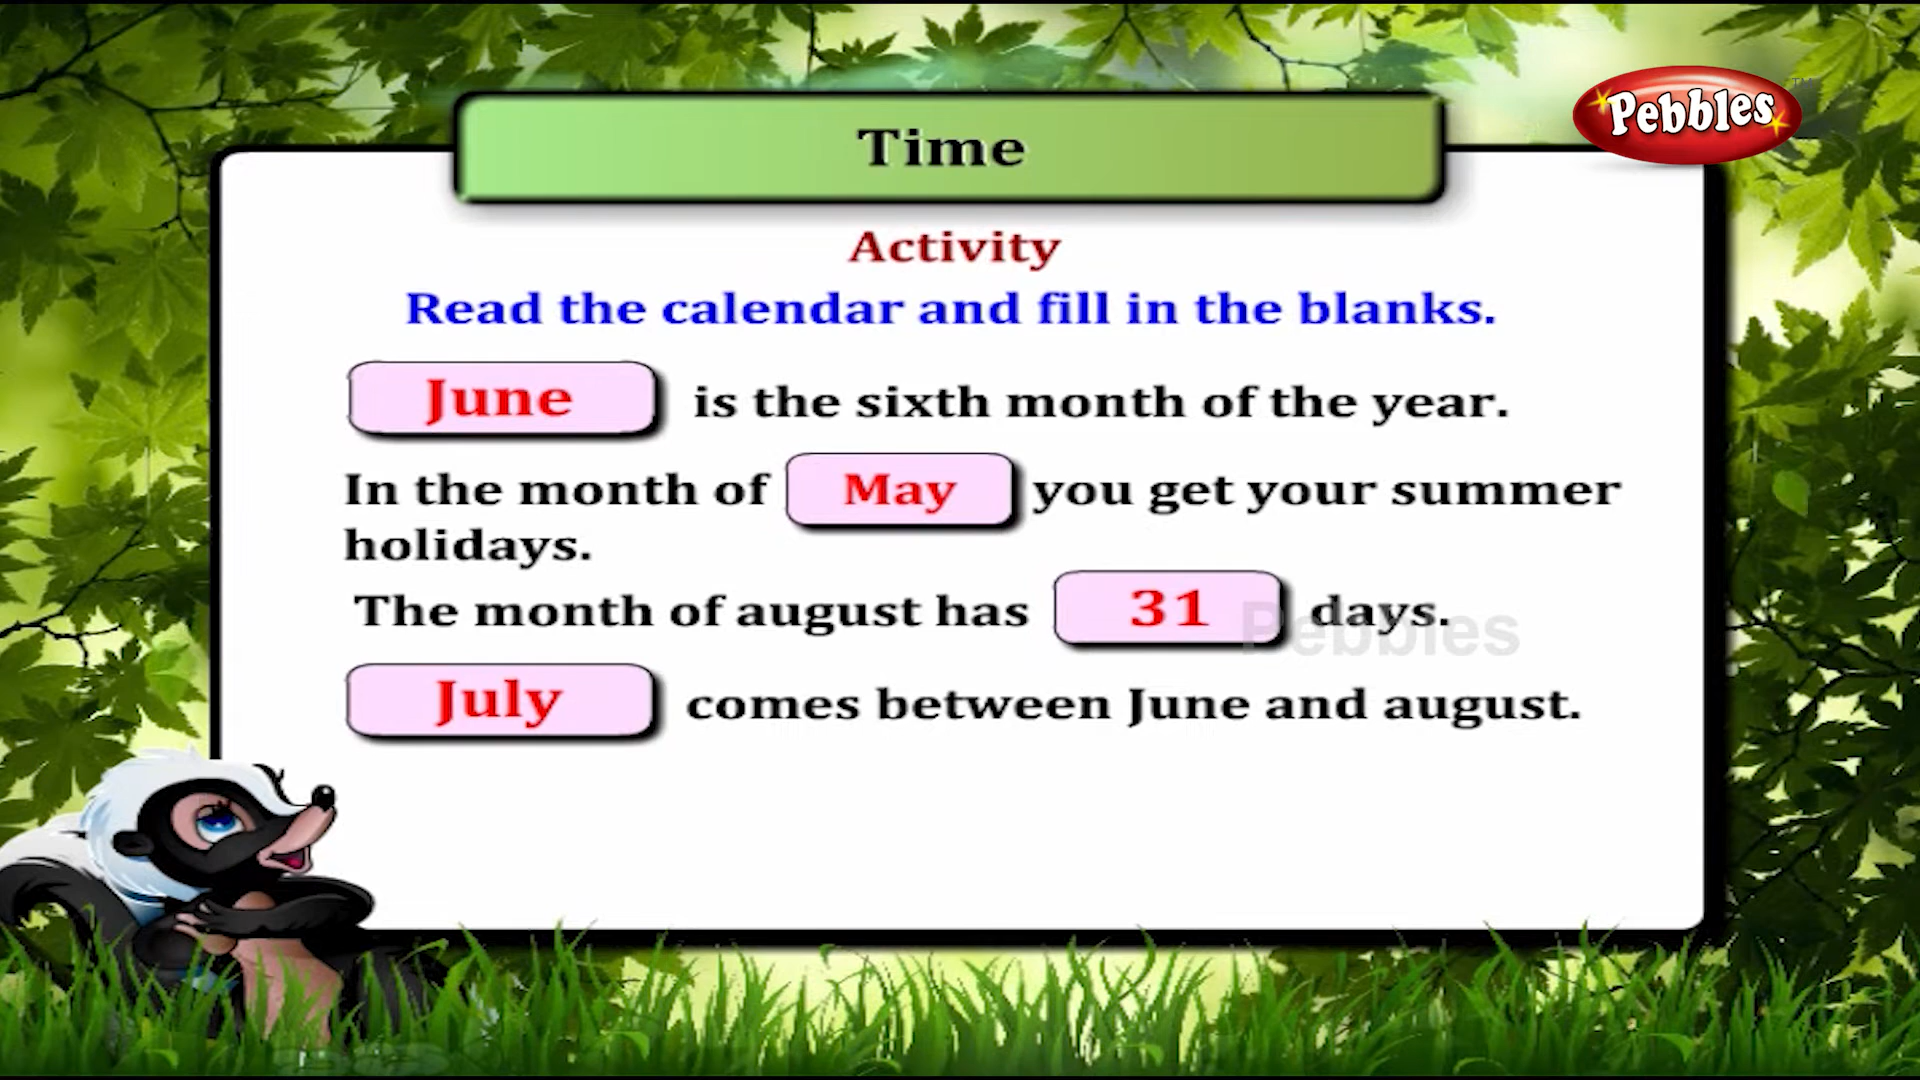 Pebbles™
Time
Activity
Read the calendar and fill in the blanks.
June is the sixth month of the year.
In the month of May you get your summer
holidays.
The month of august has 31 days.
Pebbles
July comes between June and august.